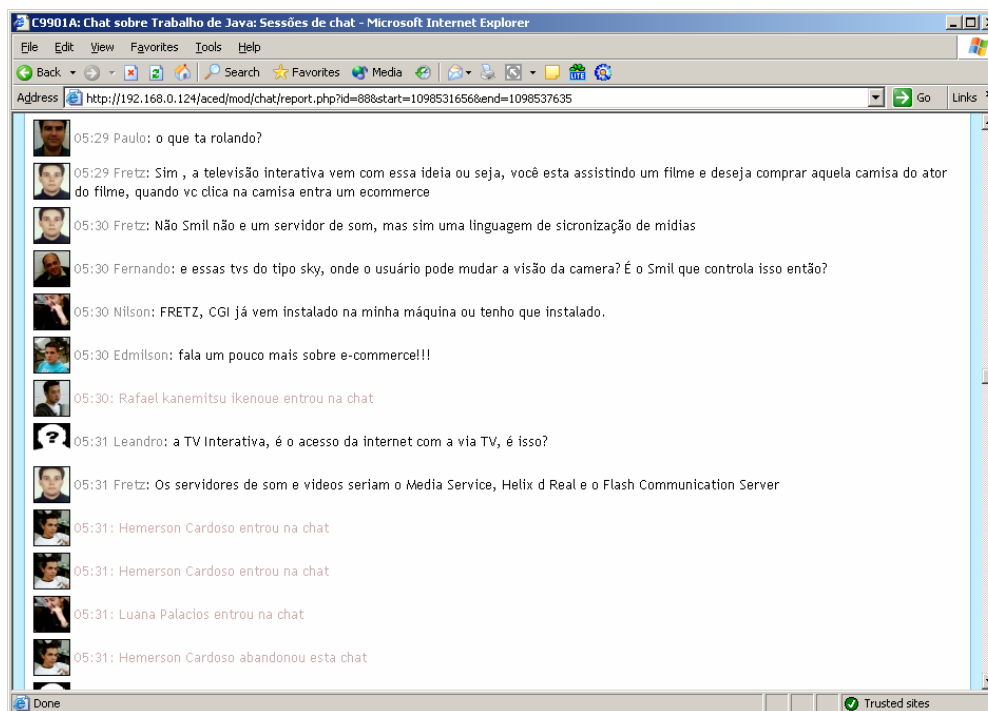 C9901A: Chat sobre Trabalho de Java: Sessões de chat - Microsoft Internet Explorer
File Edit View Favorites Tools Help
Back Search Favorites Media
Address http://192.168.0.124/aced/mod/chat/report.php?id=88&start=1098531656&end=1098537635 Go Links
05:29 Paulo: o que ta rolando?
05:29 Fretz: Sim , a televisão interativa vem com essa ideia ou seja, você esta assistindo um filme e deseja comprar aquela camisa do ator
do filme, quando vc clica na camisa entra um ecommerce
05:30 Fretz: Não Smil não e um servidor de som, mas sim uma linguagem de sicronização de midias
05:30 Fernando: e essas tvs do tipo sky, onde o usuário pode mudar a visão da camera? É o Smil que controla isso então?
05:30 Nilson: FRETZ, CGI já vem instalado na minha máquina ou tenho que instalado.
05:30 Edmilson: fala um pouco mais sobre e-commerce!!!
05:30: Rafael kanemitsu ikenoue entrou na chat
05:31 Leandro: a TV Interativa, é o acesso da internet com a via TV, é isso?
05:31 Fretz: Os servidores de som e videos seriam o Media Service, Helix d Real e o Flash Communication Server
05:31: Hemerson Cardoso entrou na chat
05:31: Hemerson Cardoso entrou na chat
05:31: Luana Palacios entrou na chat
05:31: Hemerson Cardoso abandonou esta chat
Done Trusted sites